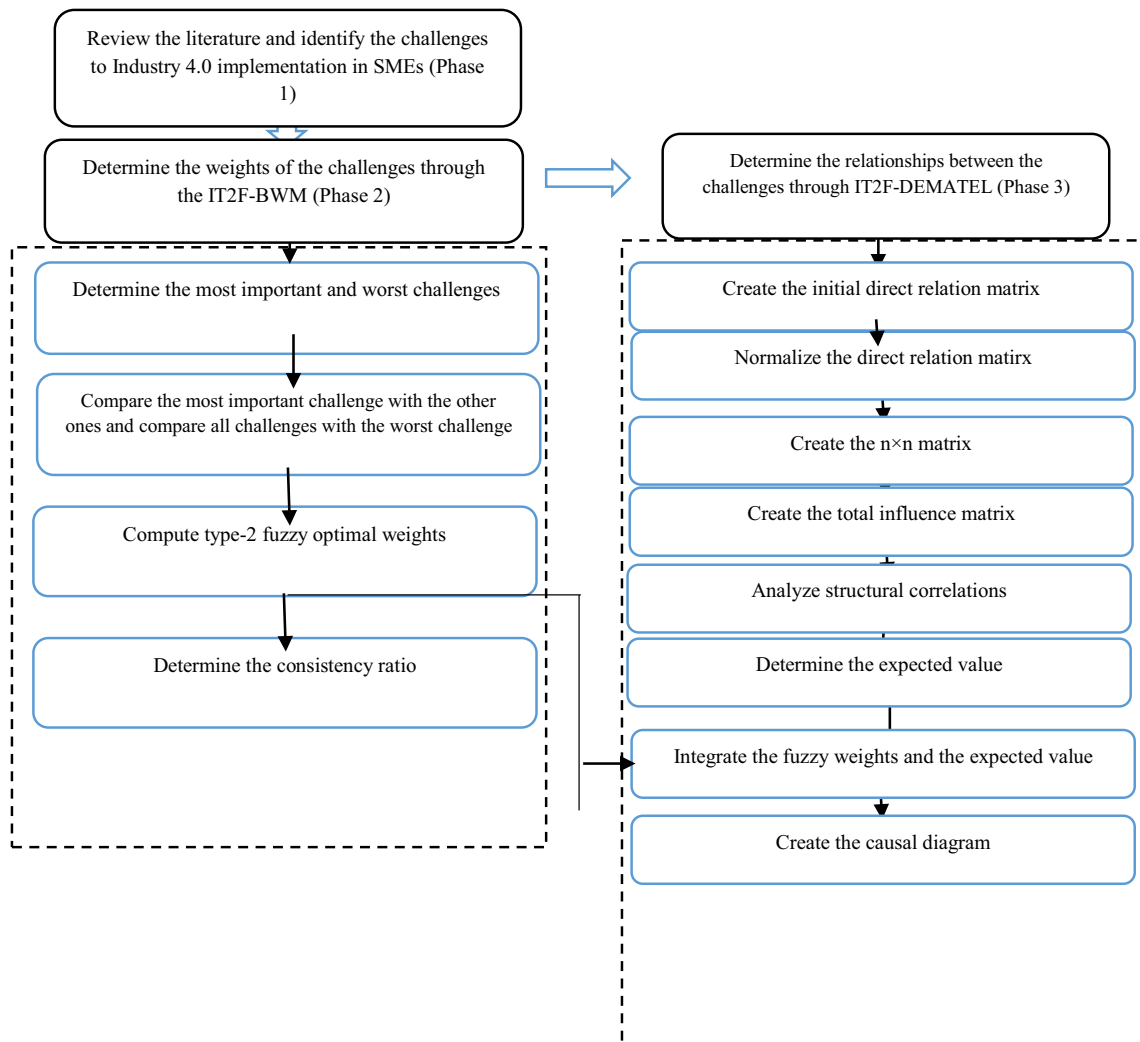 Review the literature and identify the challenges
to Industry 4.0 implementation in SMEs (Phase
1)
Determine the weights of the challenges through
the IT2F-BWM (Phase 2)
Determine the most important and worst challenges
Compare the most important challenge with the other
ones and compare all challenges with the worst challenge
Compute type-2 fuzzy optimal weights
Determine the consistency ratio
Determine the relationships between the
challenges through IT2F-DEMATEL (Phase 3)
Create the initial direct relation matrix
Normalize the direct relation matirx
Create the n×n matrix
Create the total influence matrix
Analyze structural correlations
Determine the expected value
Integrate the fuzzy weights and the expected value
Create the causal diagram